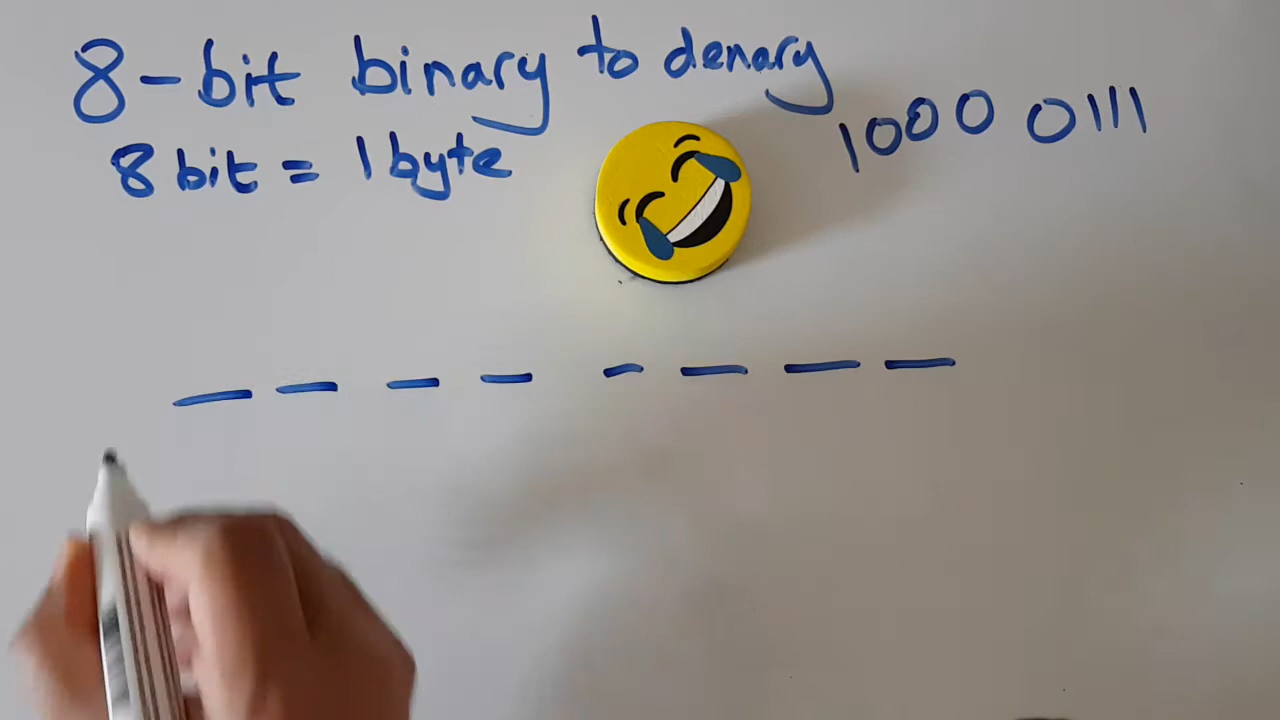 8-bit binary to denary
1000 0111
8 bit = 1 byte